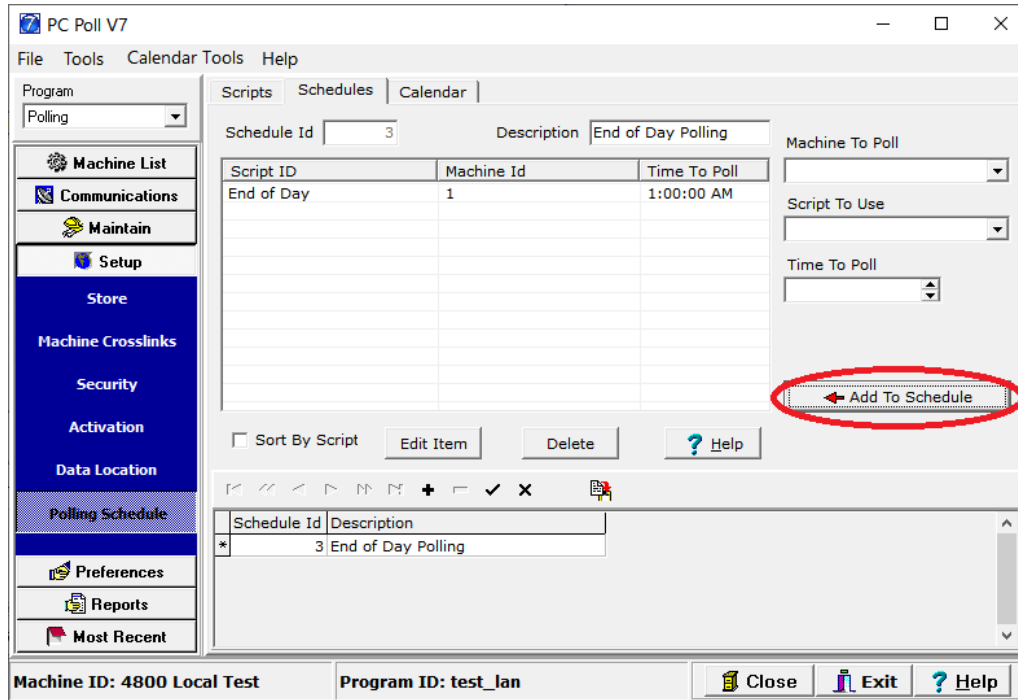 PC Poll V7
File Tools Calendar Tools Help
Program
Polling
Machine List
Communications
Maintain
Setup
Store
Machine Crosslinks
Security
Activation
Data Location
Polling Schedule
Preferences
Reports
Most Recent
Scripts Schedules Calendar
Schedule Id 3 Description End of Day Polling
Script ID Machine Id Time To Poll
End of Day 1 1:00:00 AM
Machine To Poll
Script To Use
Time To Poll
Add To Schedule
Sort By Script Edit Item Delete ? Help
Schedule Id Description
* 3 End of Day Polling
Machine ID: 4800 Local Test Program ID: test_lan Close Exit ? Help